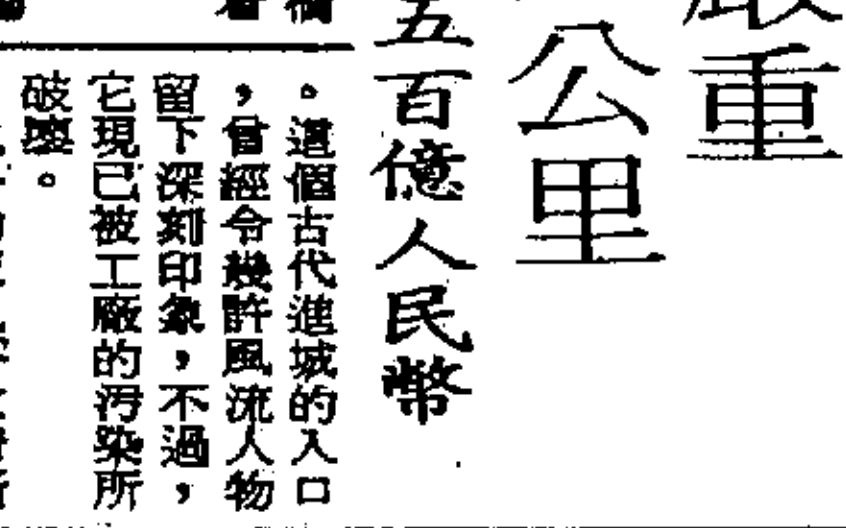 重
公里
五百億人民幣
。這個古代進城的入口
，曾經令幾許風流人物
留下深刻印象，不過，
它現已被工廠的污染所
破壞。